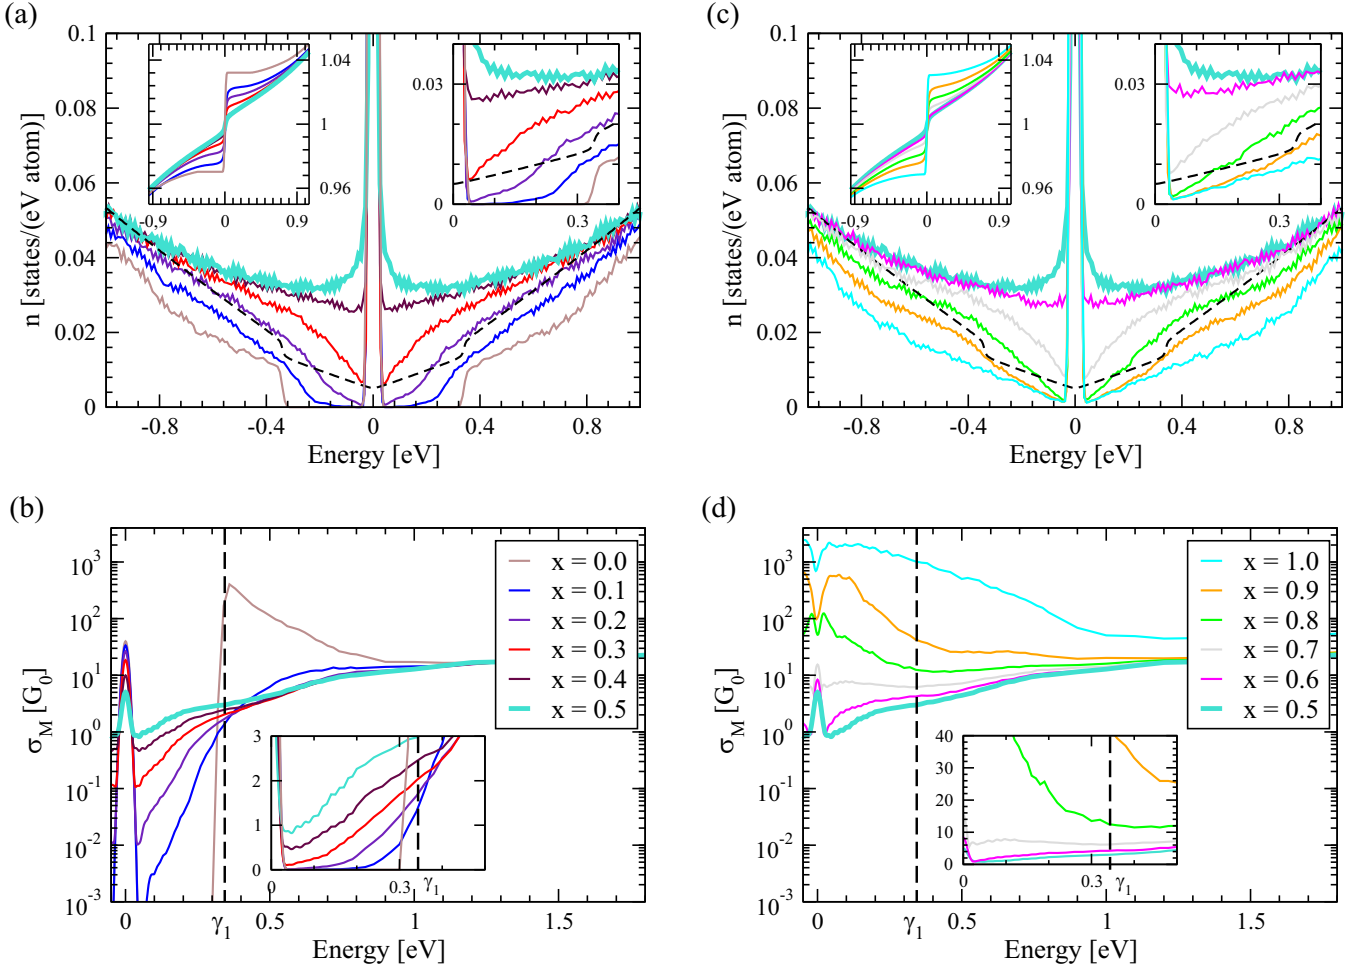 (a)
n [states/(eV atom)]
0.1
0.08
0.06
0.04
0.02
0
-0.8
-0.4
0
0.4
0.8
Energy [eV]
1.04
1
0.96
-0.9
0
0.9
0.03
0
0
0.3
(c)
n [states/(eV atom)]
0.1
0.08
0.06
0.04
0.02
0
-0.8
-0.4
0
0.4
0.8
Energy [eV]
1.04
1
0.96
-0.9
0
0.9
0.03
0
0
0.3
(b)
σ_M [G_0]
10^3
10^2
10^1
10^0
10^-1
10^-2
10^-3
0
γ_1
0.5
1
1.5
Energy [eV]
x = 0.0
x = 0.1
x = 0.2
x = 0.3
x = 0.4
x = 0.5
3
2
1
0
0
0.3
γ_1
(d)
σ_M [G_0]
10^3
10^2
10^1
10^0
10^-1
10^-2
10^-3
0
γ_1
0.5
1
1.5
Energy [eV]
x = 1.0
x = 0.9
x = 0.8
x = 0.7
x = 0.6
x = 0.5
40
30
20
10
0
0
0.3
γ_1